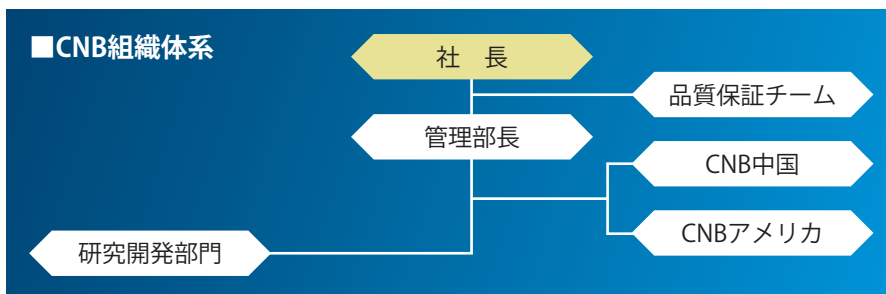 ■CNB組織体系
社　長
品質保証チーム
管理部長
CNB中国
CNBアメリカ
研究開発部門